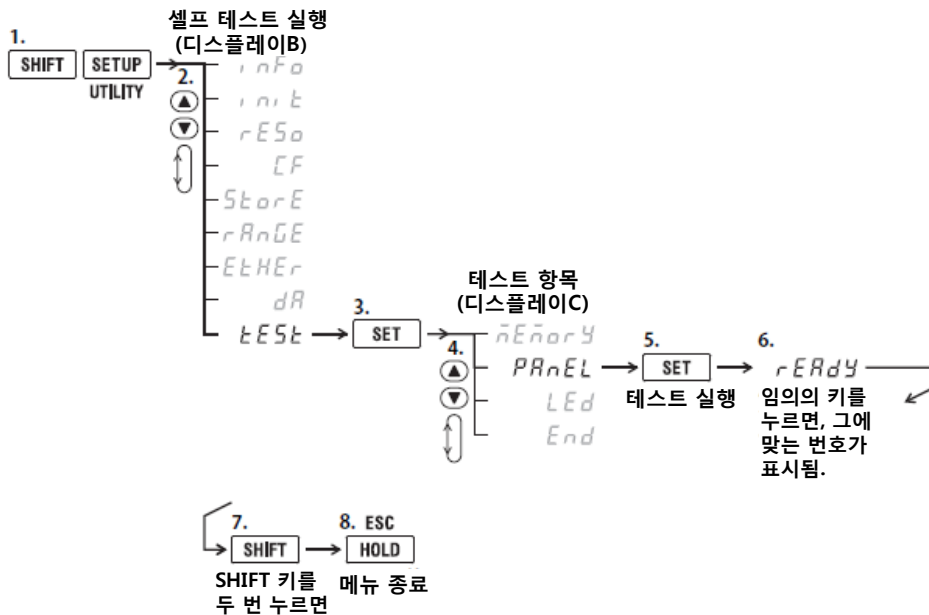 셀프 테스트 실행
(디스플레이B)
1.
SHIFT SETUP
UTILITY
2.
inFo
init
rESo
CF
StorE
rAnGE
EtHEr
dA
tESt
3.
SET
테스트 항목
(디스플레이C)
4.
mEmorY
PAnEL
LEd
End
5.
SET
테스트 실행
6.
rEAdY
임의의 키를
누르면, 그에
맞는 번호가
표시됨.
7.
SHIFT
SHIFT 키를
두 번 누르면
8. ESC
HOLD
메뉴 종료